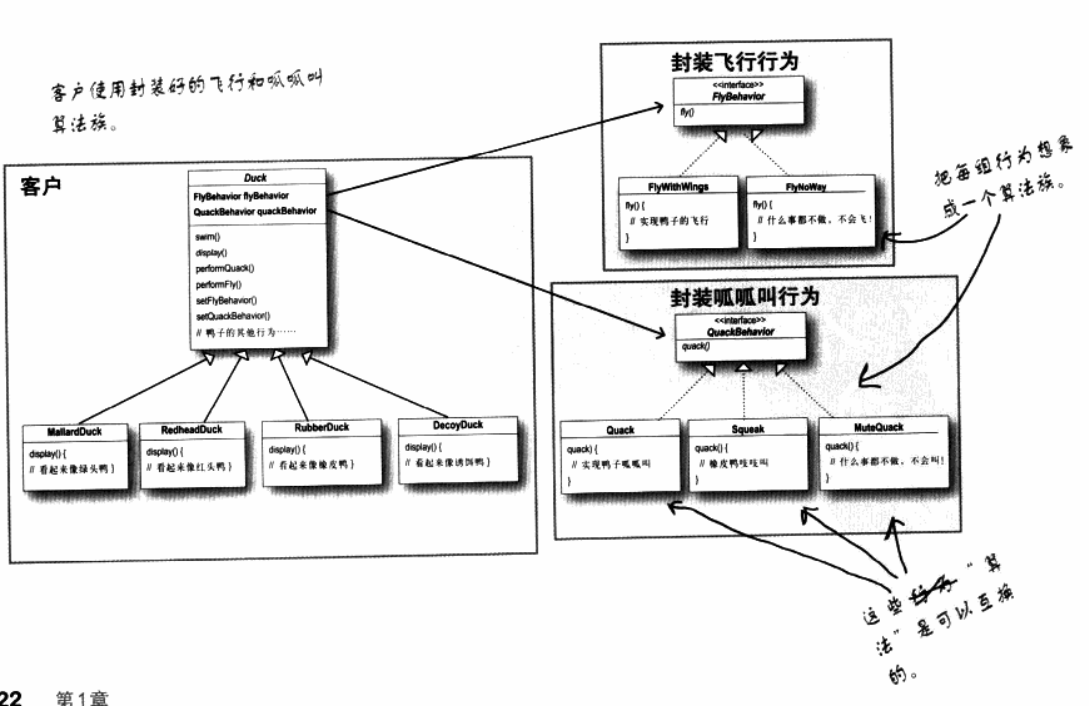 客户使用封装好的飞行和呱呱叫
算法族。
客户
Duck
FlyBehavior flyBehavior
QuackBehavior quackBehavior
swim()
display()
performQuack()
performFly()
setFlyBehavior()
setQuackBehavior()
// 鸭子的其他行为……
MallardDuck
display() {
// 看起来像绿头鸭 }
RedheadDuck
display() {
// 看起来像红头鸭 }
RubberDuck
display() {
// 看起来像橡皮鸭 }
DecoyDuck
display() {
// 看起来像诱饵鸭 }
封装飞行行为
<<interface>>
FlyBehavior
fly()
FlyWithWings
fly() {
// 实现鸭子的飞行
}
FlyNoWay
fly() {
// 什么事都不做，不会飞！
}
把每组行为想象
成一个算法族。
封装呱呱叫行为
<<interface>>
QuackBehavior
quack()
Quack
quack) {
// 实现鸭子呱呱叫
}
Squeak
quack() {
// 橡皮鸭吱吱叫
}
MuteQuack
quack() {
// 什么事都不做，不会叫！
}
这些行为“算
法”是可以互换
的。
22 第1章